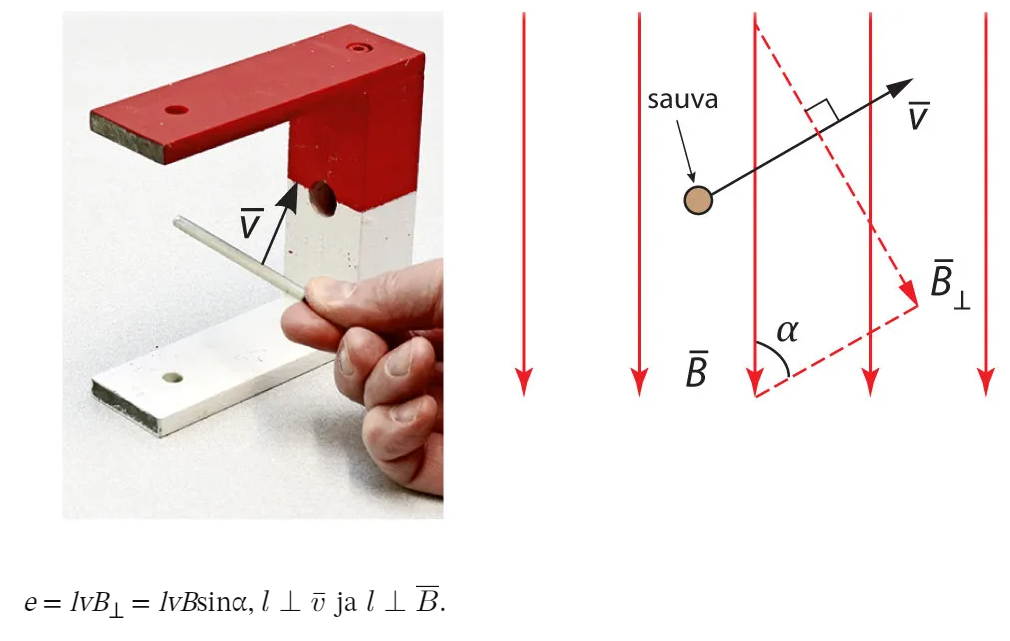 v̅
sauva
v̅
B̅⊥
α
B̅
e = lvB⊥ = lvBsinα, l ⊥ v̅ ja l ⊥ B̅.